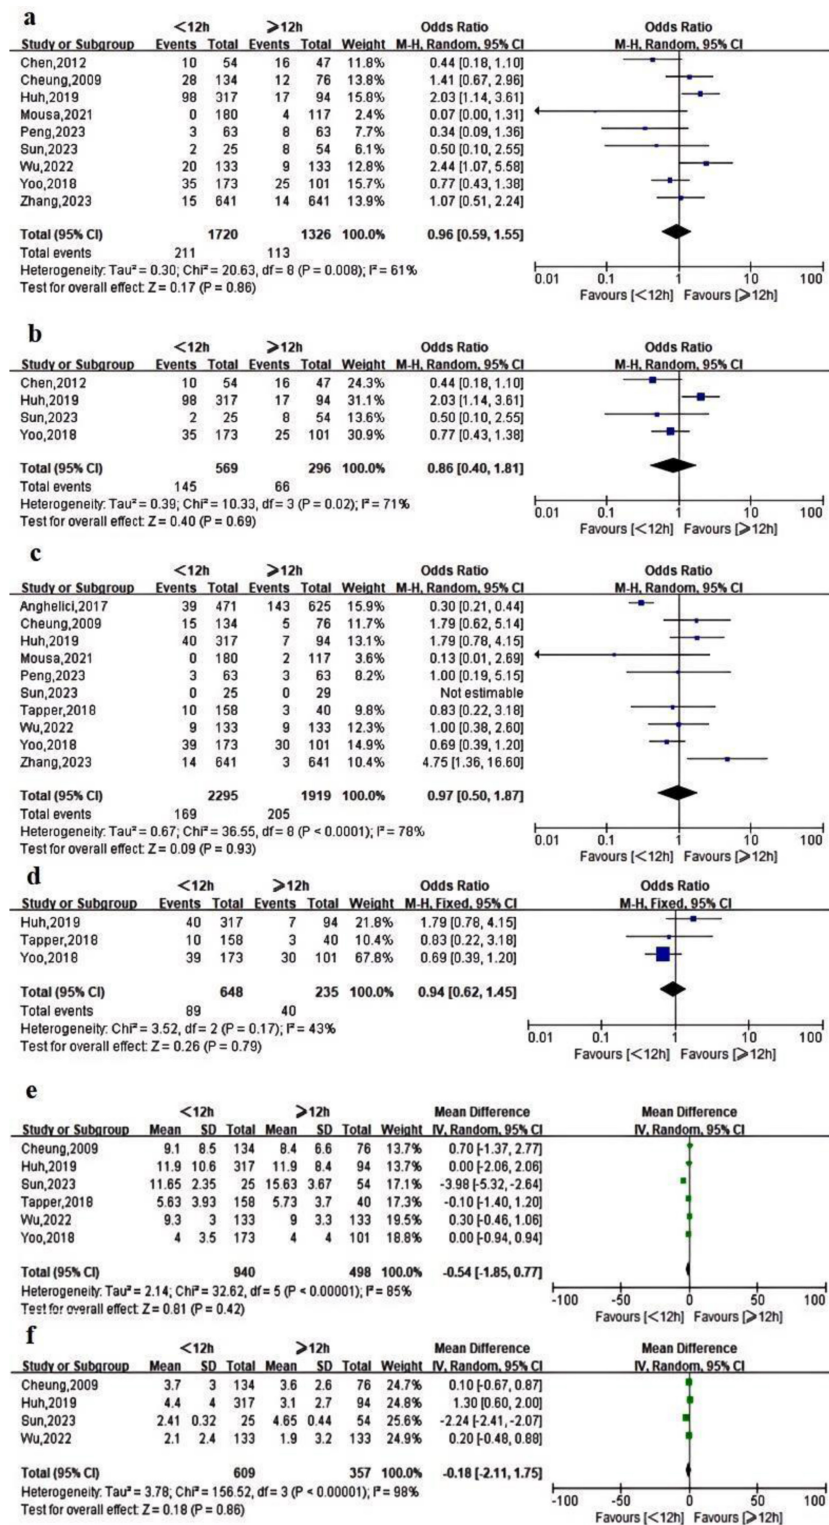 a
<12h ⩾12h Odds Ratio Odds Ratio
Study or Subgroup Events Total Events Total Weight M-H, Random, 95% CI M-H, Random, 95% CI
Chen,2012 10 54 16 47 11.8% 0.44 [0.18, 1.10]
Cheung,2009 28 134 12 76 13.8% 1.41 [0.67, 2.96]
Huh,2019 98 317 17 94 15.8% 2.03 [1.14, 3.61]
Mousa,2021 0 180 4 117 2.4% 0.07 [0.00, 1.31]
Peng,2023 3 63 8 63 7.7% 0.34 [0.09, 1.36]
Sun,2023 2 25 8 54 6.1% 0.50 [0.10, 2.55]
Wu,2022 20 133 9 133 12.8% 2.44 [1.07, 5.58]
Yoo,2018 35 173 25 101 15.7% 0.77 [0.43, 1.38]
Zhang,2023 15 641 14 641 13.9% 1.07 [0.51, 2.24]
Total (95% CI) 1720 1326 100.0% 0.96 [0.59, 1.55]
Total events 211 113
Heterogeneity: Tau² = 0.30; Chi² = 20.63, df = 8 (P = 0.008); I² = 61%
Test for overall effect: Z = 0.17 (P = 0.86)
0.01 0.1 1 10 100
Favours [<12h] Favours [⩾12h]
b
<12h ⩾12h Odds Ratio Odds Ratio
Study or Subgroup Events Total Events Total Weight M-H, Random, 95% CI M-H, Random, 95% CI
Chen,2012 10 54 16 47 24.3% 0.44 [0.18, 1.10]
Huh,2019 98 317 17 94 31.1% 2.03 [1.14, 3.61]
Sun,2023 2 25 8 54 13.6% 0.50 [0.10, 2.55]
Yoo,2018 35 173 25 101 30.9% 0.77 [0.43, 1.38]
Total (95% CI) 569 296 100.0% 0.86 [0.40, 1.81]
Total events 145 66
Heterogeneity: Tau² = 0.39; Chi² = 10.33, df = 3 (P = 0.02); I² = 71%
Test for overall effect: Z = 0.40 (P = 0.69)
0.01 0.1 1 10 100
Favours [<12h] Favours [⩾12h]
c
<12h ⩾12h Odds Ratio Odds Ratio
Study or Subgroup Events Total Events Total Weight M-H, Random, 95% CI M-H, Random, 95% CI
Anghelici,2017 39 471 143 625 15.9% 0.30 [0.21, 0.44]
Cheung,2009 15 134 5 76 11.7% 1.79 [0.62, 5.14]
Huh,2019 40 317 7 94 13.1% 1.79 [0.78, 4.15]
Mousa,2021 0 180 2 117 3.6% 0.13 [0.01, 2.69]
Peng,2023 3 63 3 63 8.2% 1.00 [0.19, 5.15]
Sun,2023 0 25 0 29 Not estimable
Tapper,2018 10 158 3 40 9.8% 0.83 [0.22, 3.18]
Wu,2022 9 133 9 133 12.3% 1.00 [0.38, 2.60]
Yoo,2018 39 173 30 101 14.9% 0.69 [0.39, 1.20]
Zhang,2023 14 641 3 641 10.4% 4.75 [1.36, 16.60]
Total (95% CI) 2295 1919 100.0% 0.97 [0.50, 1.87]
Total events 169 205
Heterogeneity: Tau² = 0.67; Chi² = 36.55, df = 8 (P < 0.0001); I² = 78%
Test for overall effect: Z = 0.09 (P = 0.93)
0.01 0.1 1 10 100
Favours [<12h] Favours [⩾12h]
d
<12h ⩾12h Odds Ratio Odds Ratio
Study or Subgroup Events Total Events Total Weight M-H, Fixed, 95% CI M-H, Fixed, 95% CI
Huh,2019 40 317 7 94 21.8% 1.79 [0.78, 4.15]
Tapper,2018 10 158 3 40 10.4% 0.83 [0.22, 3.18]
Yoo,2018 39 173 30 101 67.8% 0.69 [0.39, 1.20]
Total (95% CI) 648 235 100.0% 0.94 [0.62, 1.45]
Total events 89 40
Heterogeneity: Chi² = 3.52, df = 2 (P = 0.17); I² = 43%
Test for overall effect: Z = 0.26 (P = 0.79)
0.01 0.1 1 10 100
Favours [<12h] Favours [⩾12h]
e
<12h ⩾12h Mean Difference Mean Difference
Study or Subgroup Mean SD Total Mean SD Total Weight IV, Random, 95% CI IV, Random, 95% CI
Cheung,2009 9.1 8.5 134 8.4 6.6 76 13.7% 0.70 [-1.37, 2.77]
Huh,2019 11.9 10.6 317 11.9 8.4 94 13.7% 0.00 [-2.06, 2.06]
Sun,2023 11.65 2.35 25 15.63 3.67 54 17.0% -3.98 [-5.32, -2.64]
Tapper,2018 5.63 3.93 158 5.73 3.7 40 17.3% -0.10 [-1.40, 1.20]
Wu,2022 9.3 3 133 9 3.3 133 19.5% 0.30 [-0.46, 1.06]
Yoo,2018 4 3.5 173 4 4 101 18.8% 0.00 [-0.94, 0.94]
Total (95% CI) 940 498 100.0% -0.54 [-1.85, 0.77]
Heterogeneity: Tau² = 2.14; Chi² = 32.62, df = 5 (P < 0.00001); I² = 85%
Test for overall effect: Z = 0.81 (P = 0.42)
-100 -50 0 50 100
Favours [<12h] Favours [⩾12h]
f
<12h ⩾12h Mean Difference Mean Difference
Study or Subgroup Mean SD Total Mean SD Total Weight IV, Random, 95% CI IV, Random, 95% CI
Cheung,2009 3.7 3 134 3.6 2.6 76 24.7% 0.10 [-0.67, 0.87]
Huh,2019 4.4 4 317 3.1 2.7 94 24.8% 1.30 [0.60, 2.00]
Sun,2023 2.41 0.32 25 4.65 0.44 54 25.6% -2.24 [-2.41, -2.07]
Wu,2022 2.1 2.4 133 1.9 3.2 133 24.9% 0.20 [-0.48, 0.88]
Total (95% CI) 609 357 100.0% -0.18 [-2.11, 1.75]
Heterogeneity: Tau² = 3.78; Chi² = 156.52, df = 3 (P < 0.00001); I² = 98%
Test for overall effect: Z = 0.18 (P = 0.86)
-100 -50 0 50 100
Favours [<12h] Favours [⩾12h]